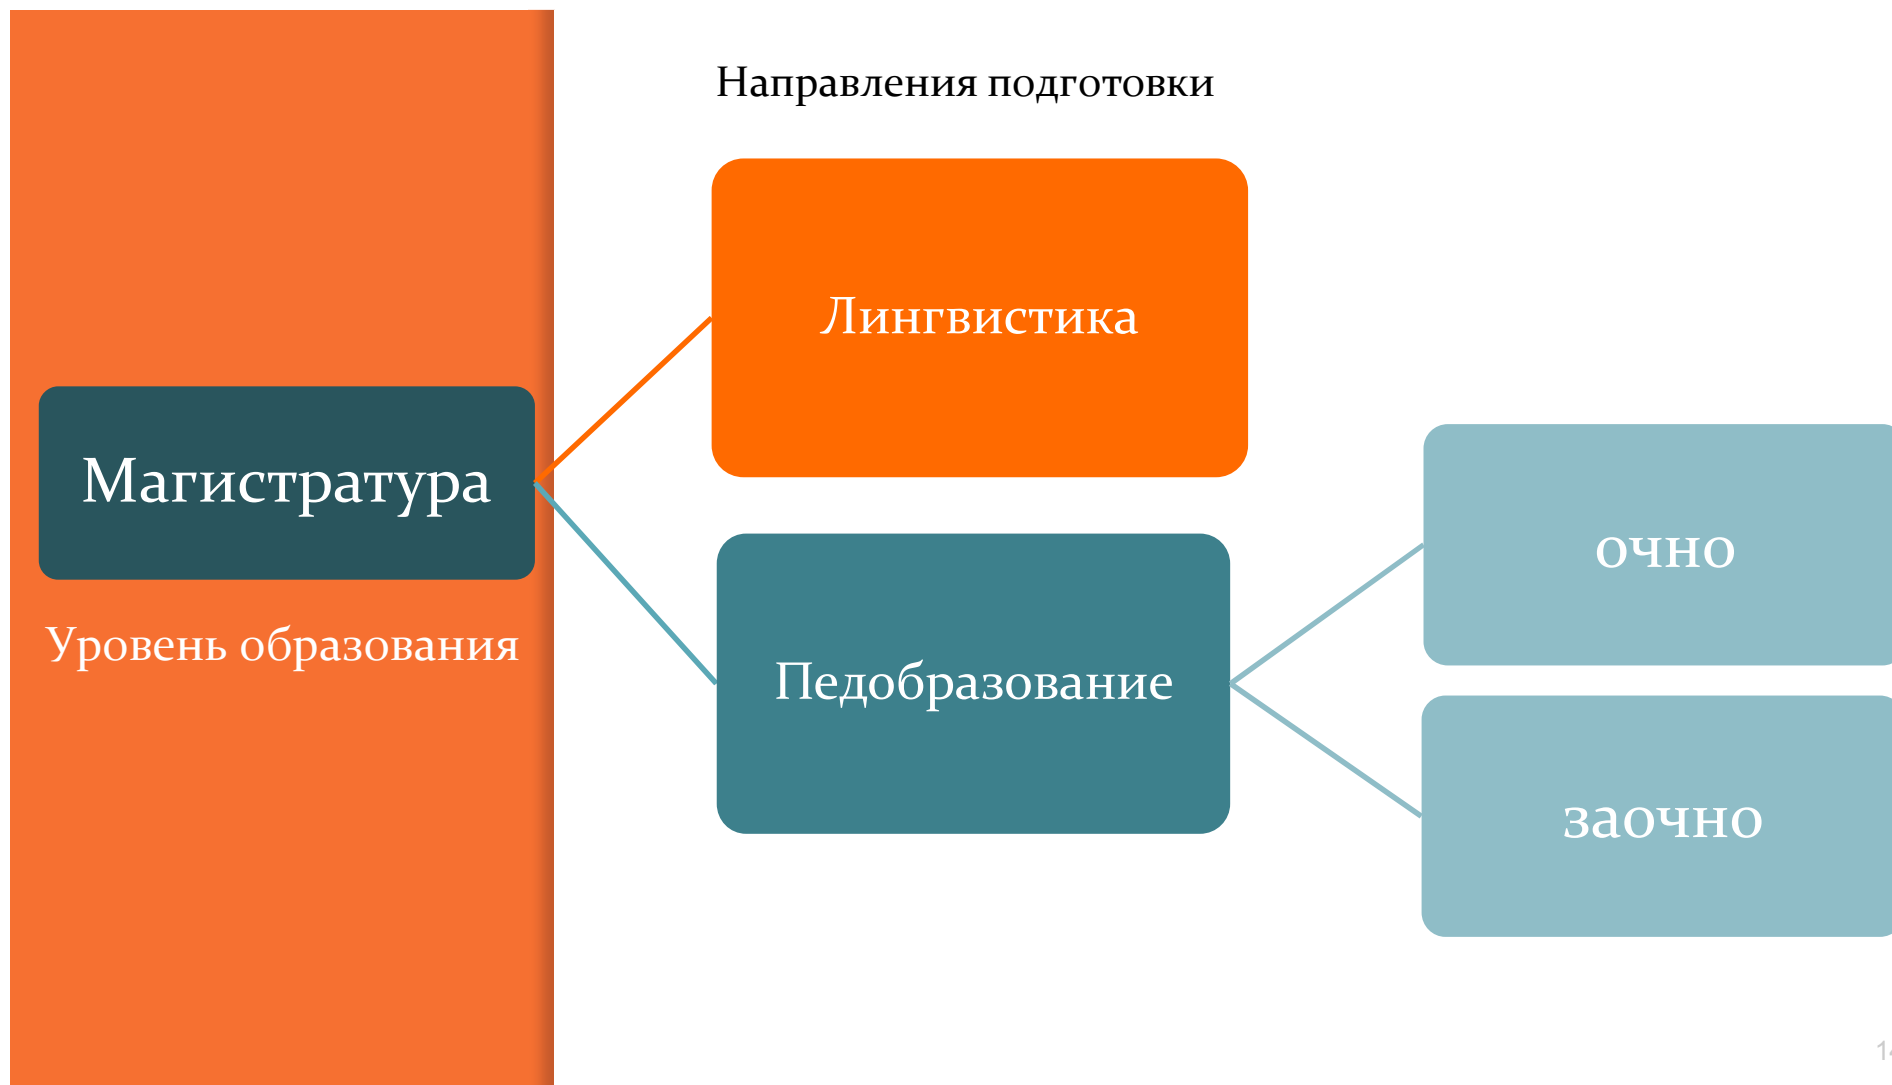 Направления подготовки
Лингвистика
Магистратура
Уровень образования
Педобразование
очно
заочно